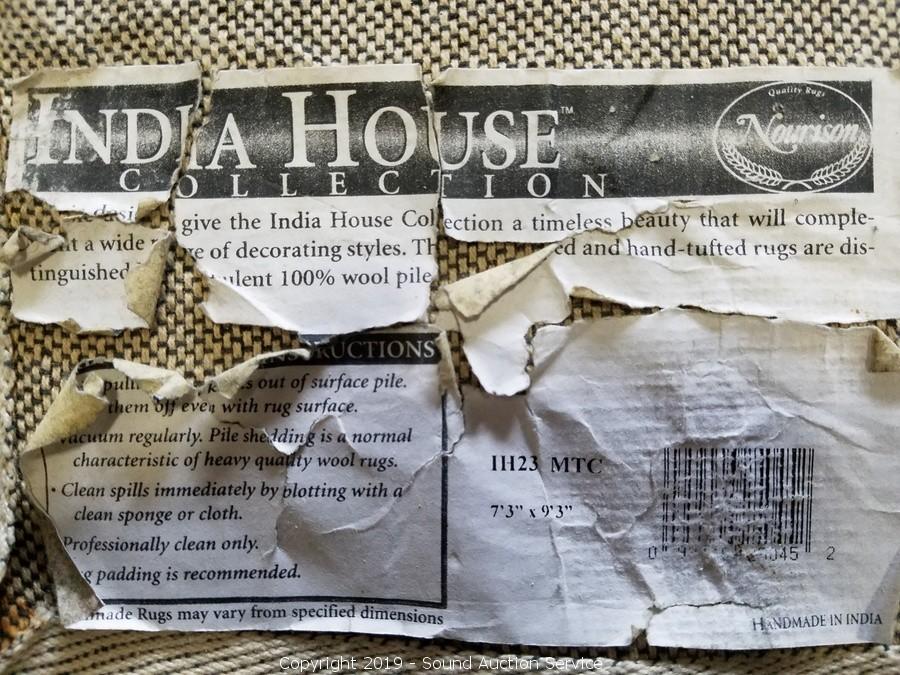 INDIA HOUSE™
COLLECTION
Quality Rugs
Nourison
give the India House Collection a timeless beauty that will comple-
a wide of decorating styles. and hand-tufted rugs are dis-
tinguished 100% wool pile
INSTRUCTIONS
out of surface pile.
them off even with rug surface.
Vacuum regularly. Pile shedding is a normal
characteristic of heavy quality wool rugs.
• Clean spills immediately by blotting with a
clean sponge or cloth.
Professionally clean only.
padding is recommended.
Rugs may vary from specified dimensions
IH23 MTC
7'3" x 9'3"
0 045 2
HANDMADE IN INDIA
Copyright 2019 - Sound Auction Service